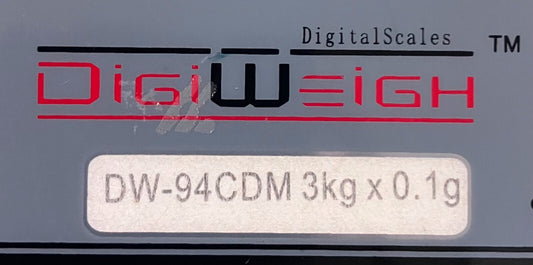 DigitalScales TM
DIGIWEIGH
DW-94CDM 3kg x 0.1g